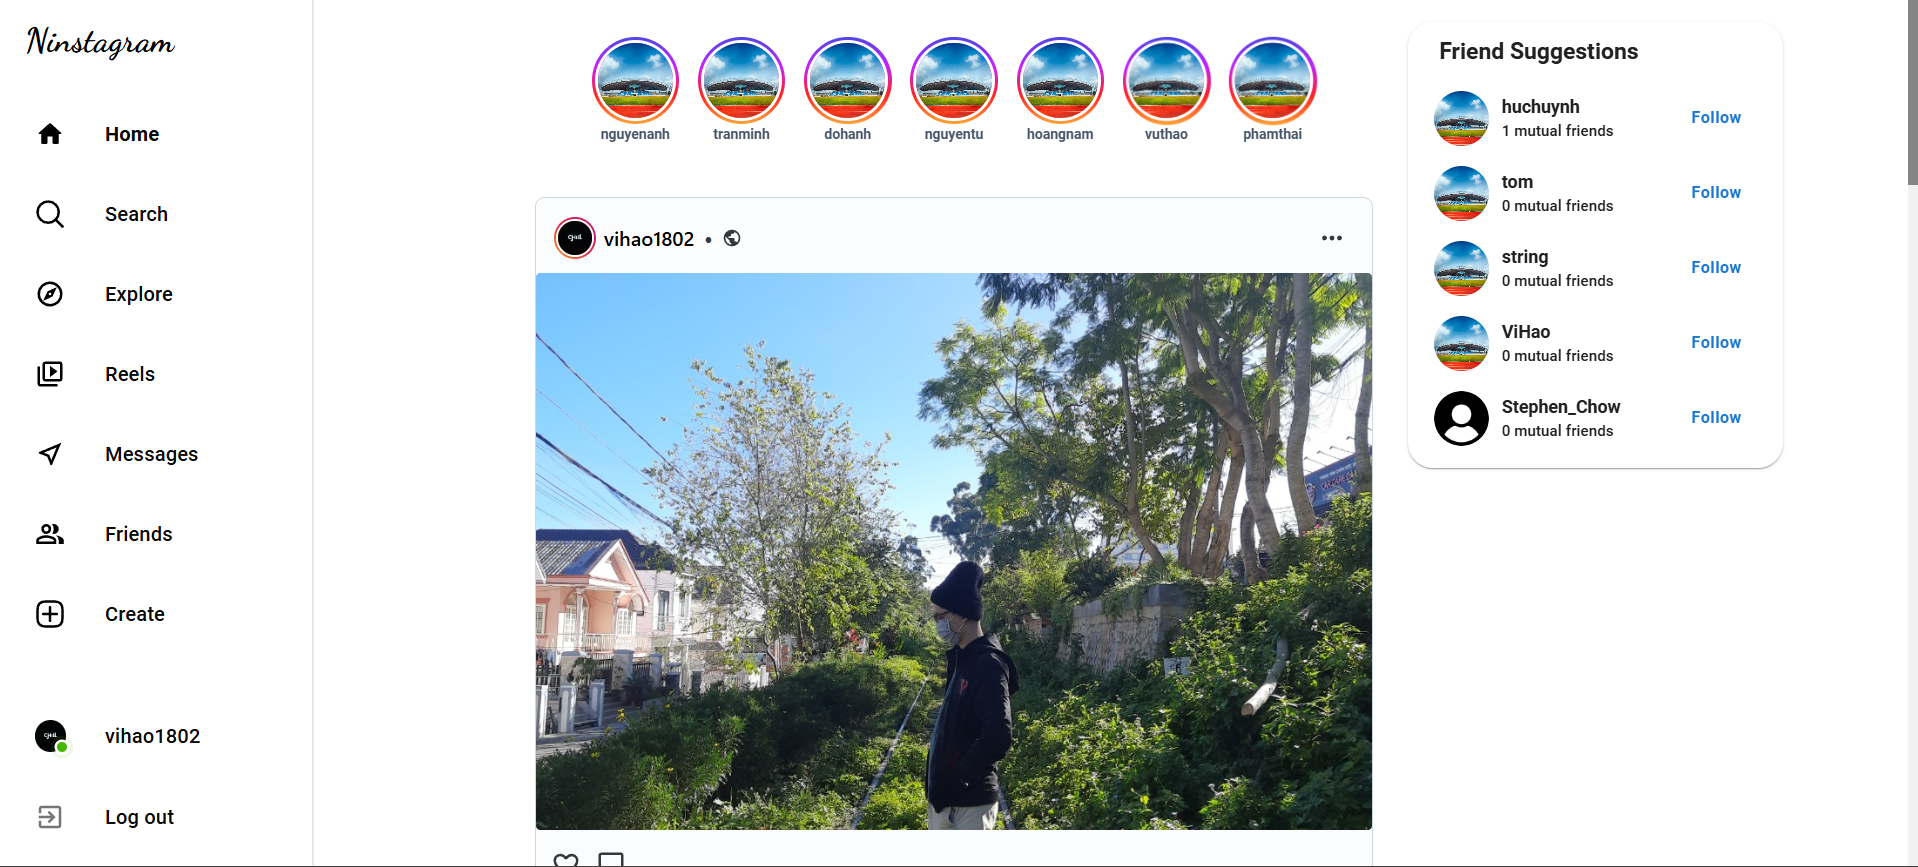 Ninstagram
Home
Search
Explore
Reels
Messages
Friends
Create
vihao1802
Log out
nguyenanh
tranminh
dohanh
nguyentu
hoangnam
vuthao
phamthai
vihao1802 •
Friend Suggestions
huchuynh
1 mutual friends
Follow
tom
0 mutual friends
Follow
string
0 mutual friends
Follow
ViHao
0 mutual friends
Follow
Stephen_Chow
0 mutual friends
Follow